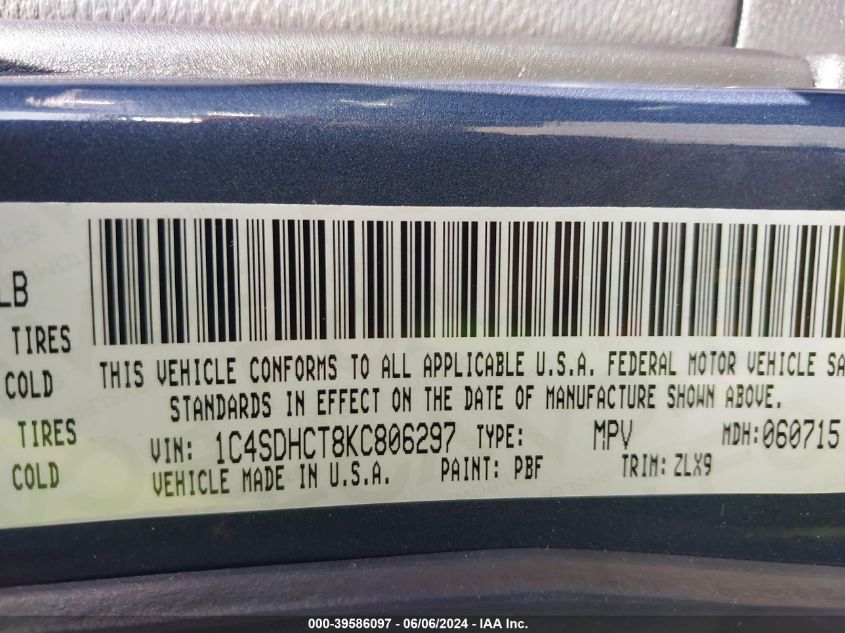 LB
TIRES
COLD
TIRES
COLD
THIS VEHICLE CONFORMS TO ALL APPLICABLE U.S.A. FEDERAL MOTOR VEHICLE SA
STANDARDS IN EFFECT ON THE DATE OF MANUFACTURE SHOWN ABOVE.
VIN: 1C4SDHCT8KC806297 TYPE: MPV MDH:060715
VEHICLE MADE IN U.S.A. PAINT: PBF TRIM: ZLX9
000-39586097 - 06/06/2024 - IAA Inc.